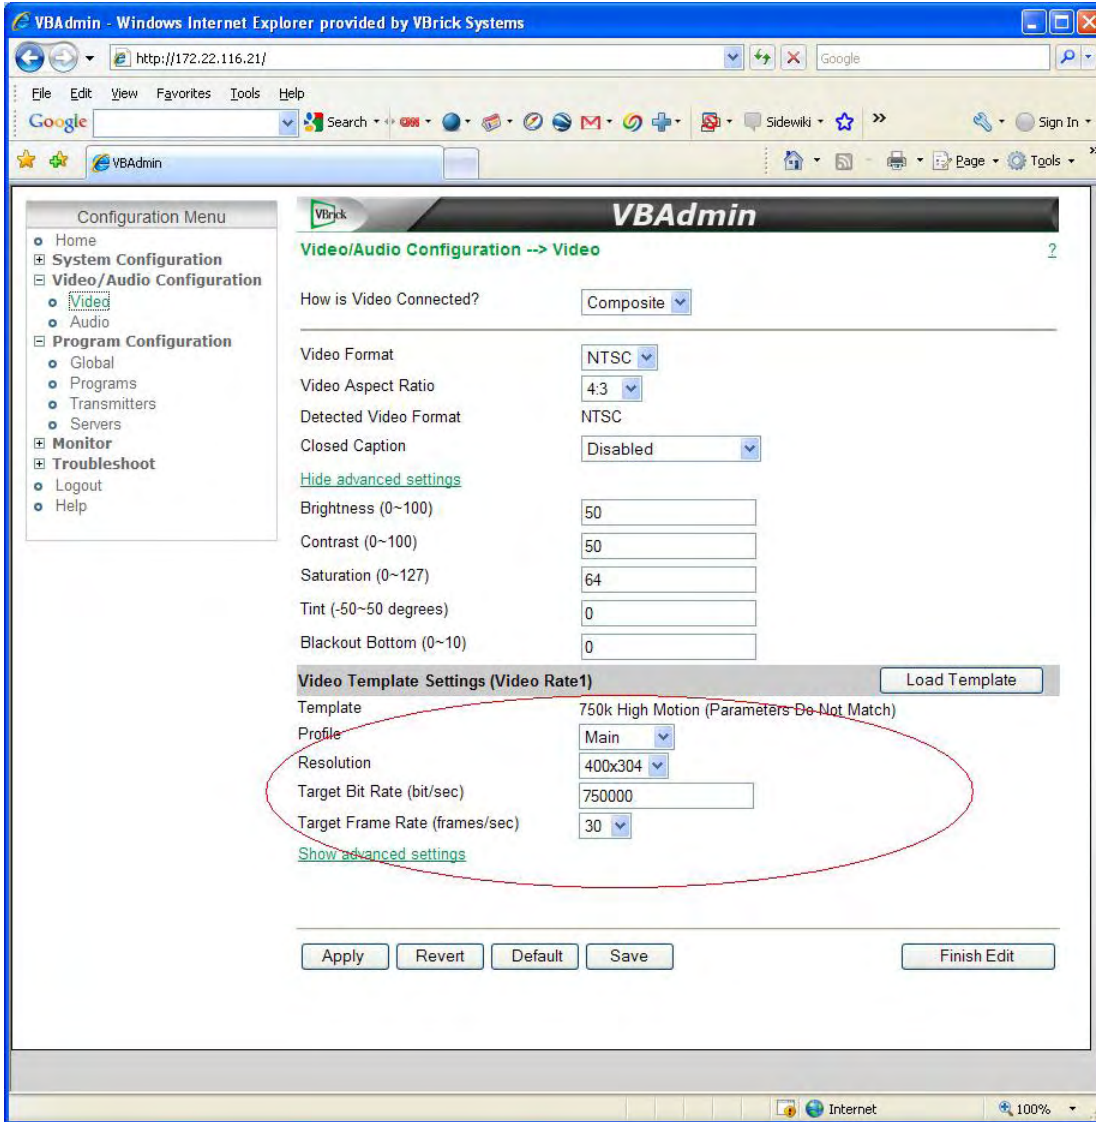 VBAdmin - Windows Internet Explorer provided by VBrick Systems
http://172.22.116.21/
Google
File Edit View Favorites Tools Help
Google Search Sidewiki Sign In
VBAdmin Page Tools
Configuration Menu
Home
System Configuration
Video/Audio Configuration
Video
Audio
Program Configuration
Global
Programs
Transmitters
Servers
Monitor
Troubleshoot
Logout
Help
VBrick
VBAdmin
Video/Audio Configuration --> Video ?
How is Video Connected? Composite
Video Format NTSC
Video Aspect Ratio 4:3
Detected Video Format NTSC
Closed Caption Disabled
Hide advanced settings
Brightness (0~100) 50
Contrast (0~100) 50
Saturation (0~127) 64
Tint (-50~50 degrees) 0
Blackout Bottom (0~10) 0
Video Template Settings (Video Rate1) Load Template
Template 750k High Motion (Parameters Do Not Match)
Profile Main
Resolution 400x304
Target Bit Rate (bit/sec) 750000
Target Frame Rate (frames/sec) 30
Show advanced settings
Apply Revert Default Save Finish Edit
Internet 100%